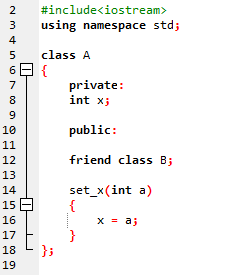 2 #include<iostream>
3 using namespace std;
4
5 class A
6 {
7 private:
8 int x;
9
10 public:
11
12 friend class B;
13
14 set_x(int a)
15 {
16 x = a;
17 }
18 };
19